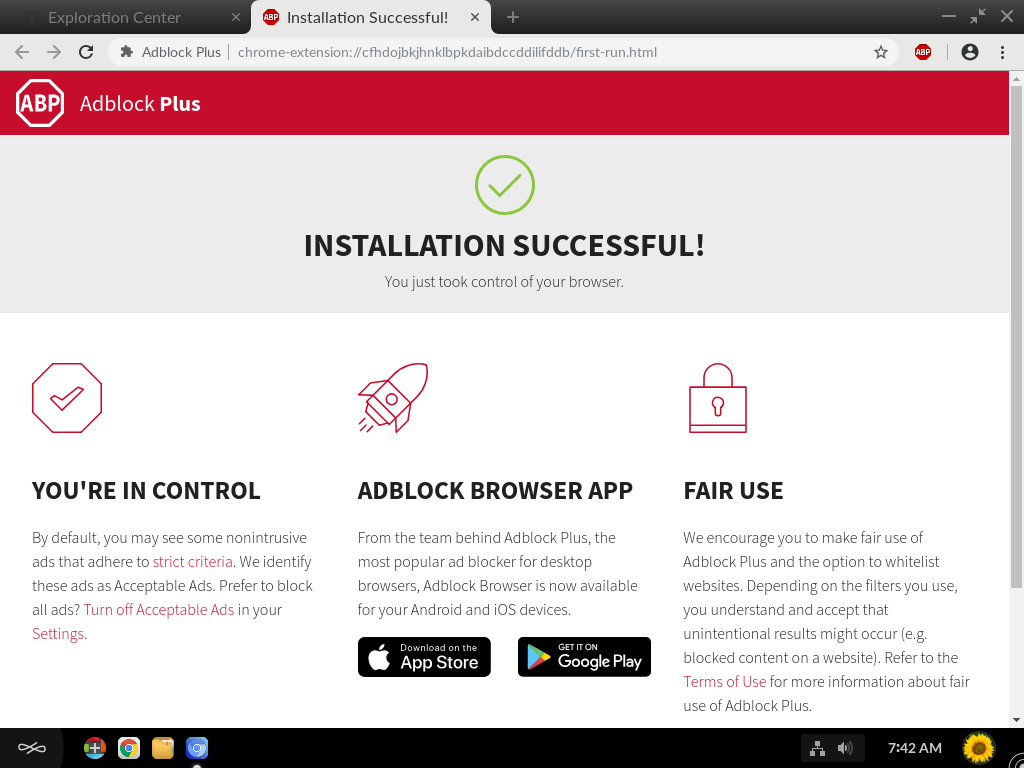 Exploration Center
Installation Successful!
Adblock Plus
chrome-extension://cfhdojbkjhnklbpkdaibdccddilifddb/first-run.html
ABP
ABP Adblock Plus
INSTALLATION SUCCESSFUL!
You just took control of your browser.
YOU'RE IN CONTROL
By default, you may see some nonintrusive
ads that adhere to strict criteria. We identify
these ads as Acceptable Ads. Prefer to block
all ads? Turn off Acceptable Ads in your
Settings.
ADBLOCK BROWSER APP
From the team behind Adblock Plus, the
most popular ad blocker for desktop
browsers, Adblock Browser is now available
for your Android and iOS devices.
Download on the
App Store
GET IT ON
Google Play
FAIR USE
We encourage you to make fair use of
Adblock Plus and the option to whitelist
websites. Depending on the filters you use,
you understand and accept that
unintentional results might occur (e.g.
blocked content on a website). Refer to the
Terms of Use for more information about fair
use of Adblock Plus.
7:42 AM